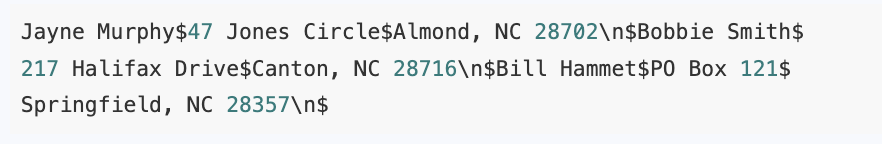 Jayne Murphy$47 Jones Circle$Almond, NC 28702\n$Bobbie Smith$
217 Halifax Drive$Canton, NC 28716\n$Bill Hammet$PO Box 121$
Springfield, NC 28357\n$